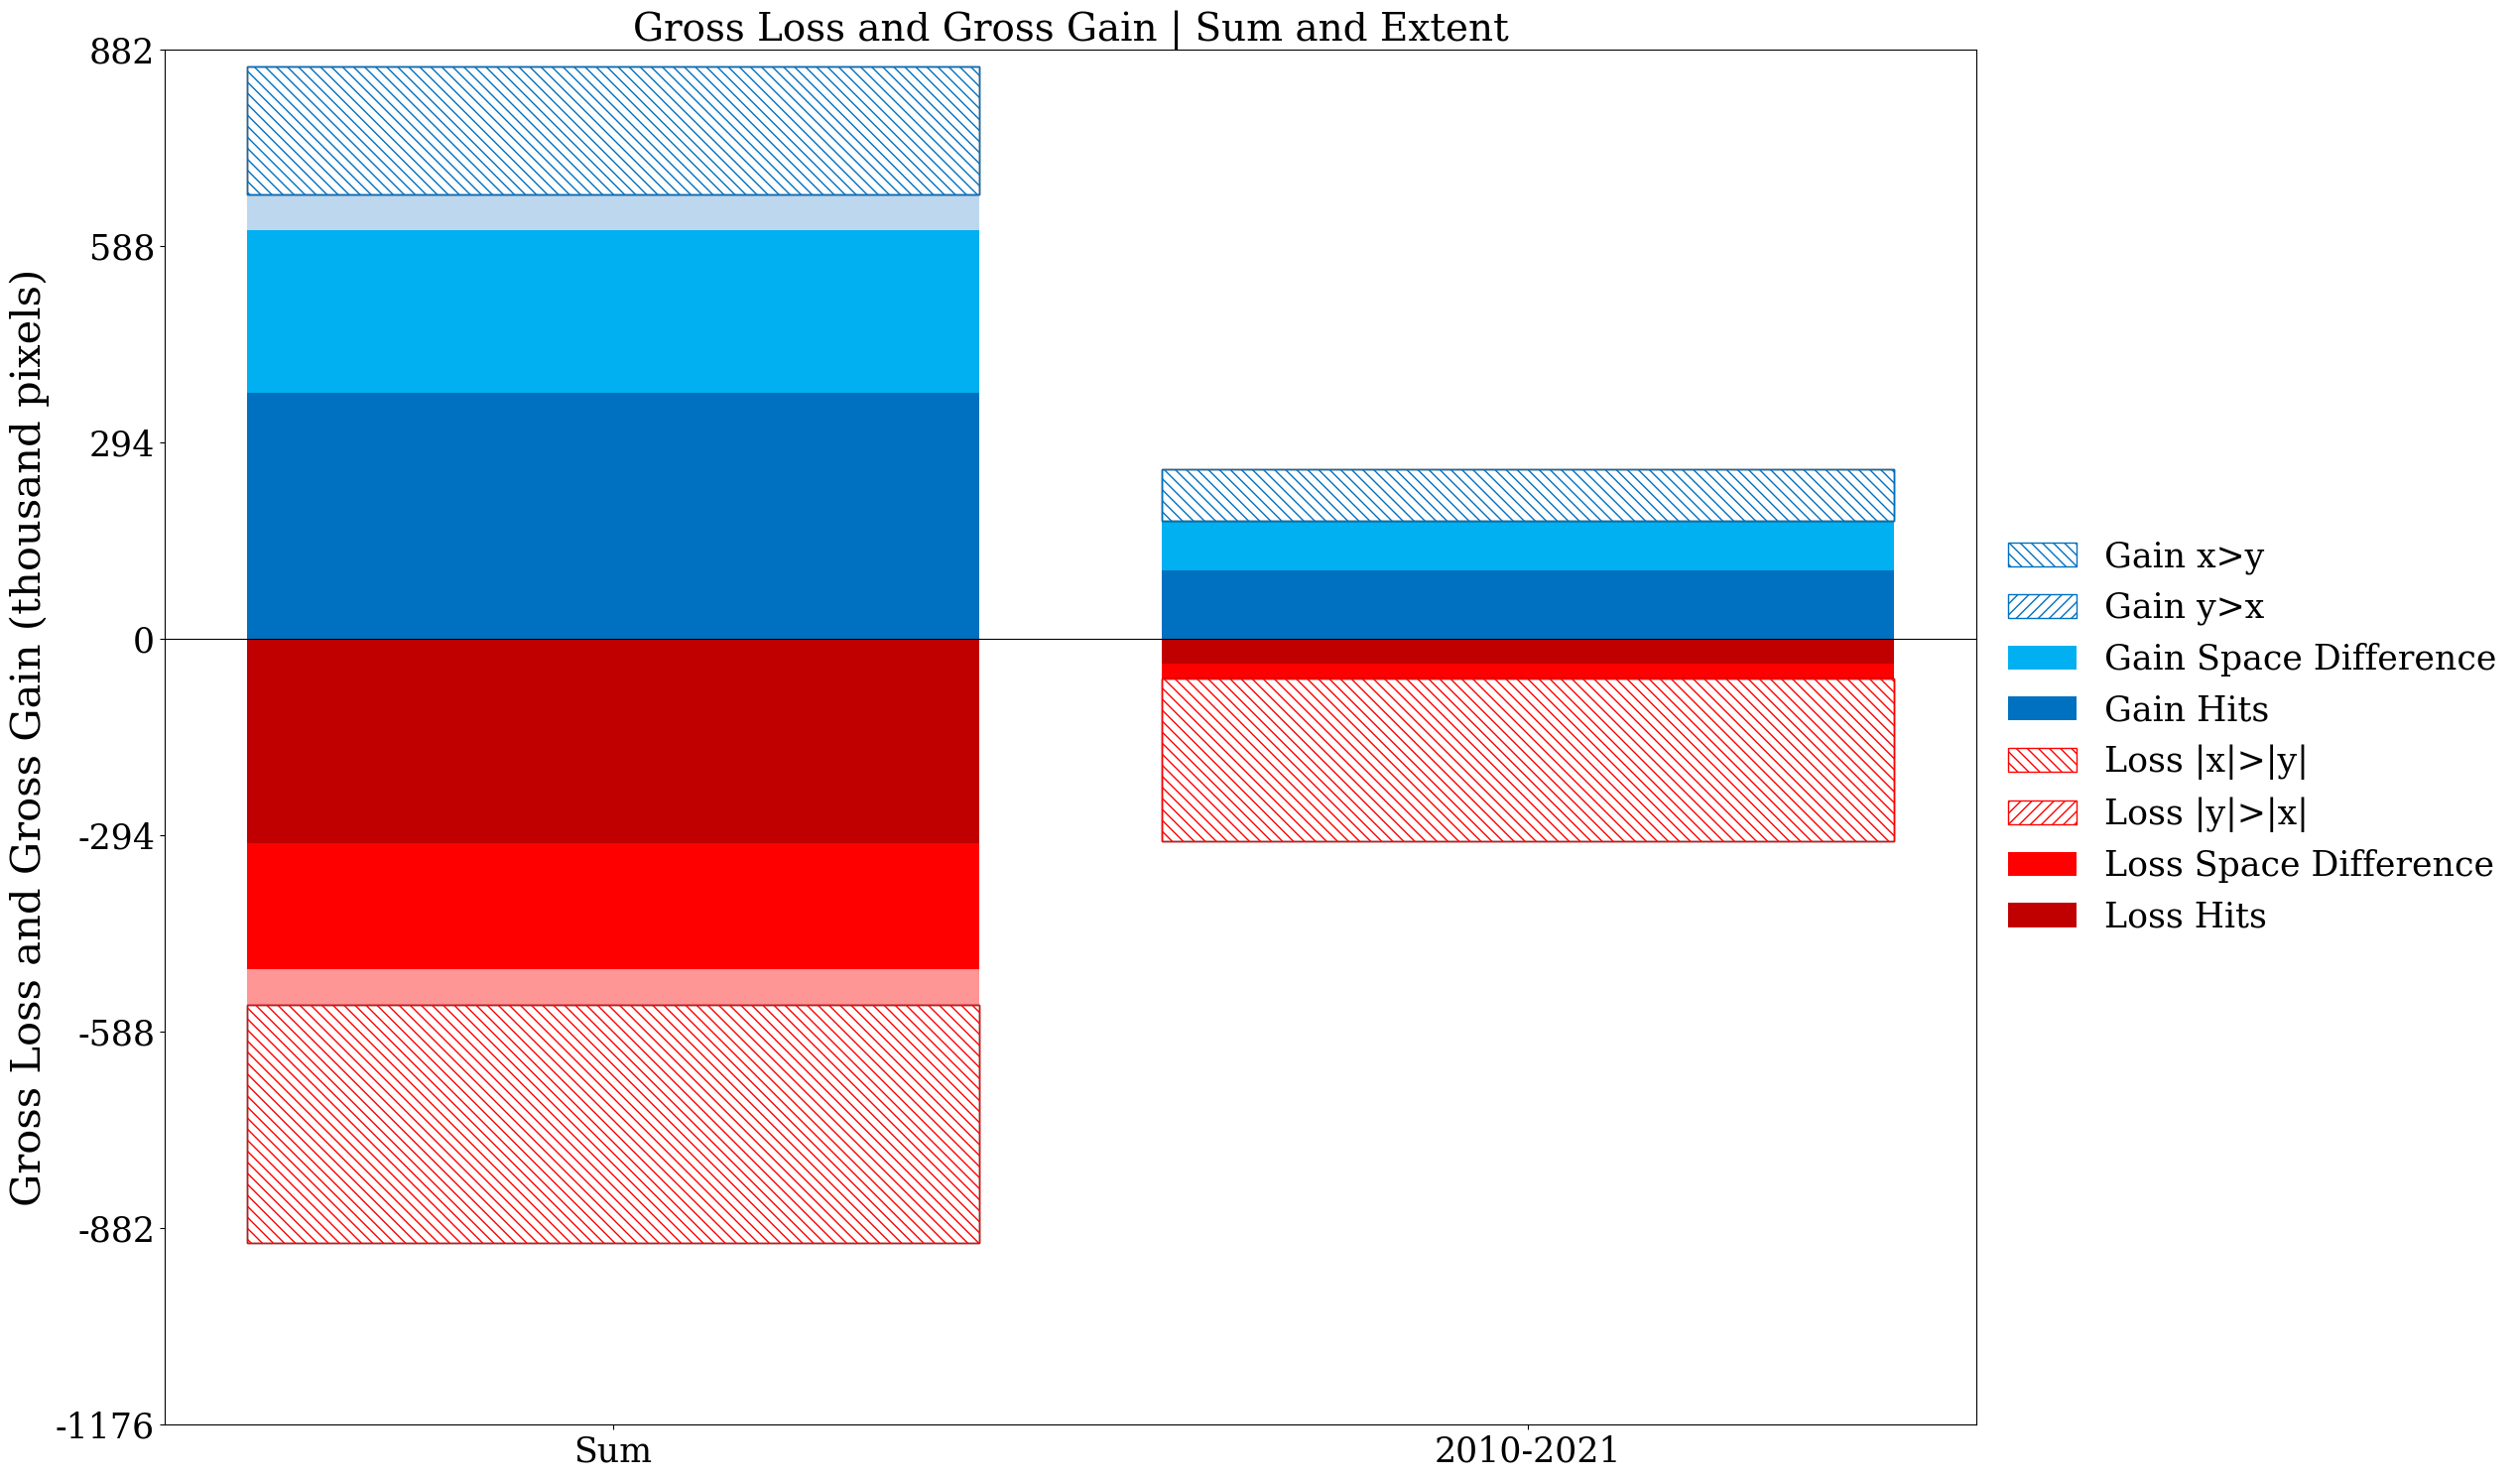 Gross Loss and Gross Gain | Sum and Extent
Gross Loss and Gross Gain (thousand pixels)
882
588
294
0
-294
-588
-882
-1176
Sum
2010-2021
Gain x>y
Gain y>x
Gain Space Difference
Gain Hits
Loss |x|>|y|
Loss |y|>|x|
Loss Space Difference
Loss Hits